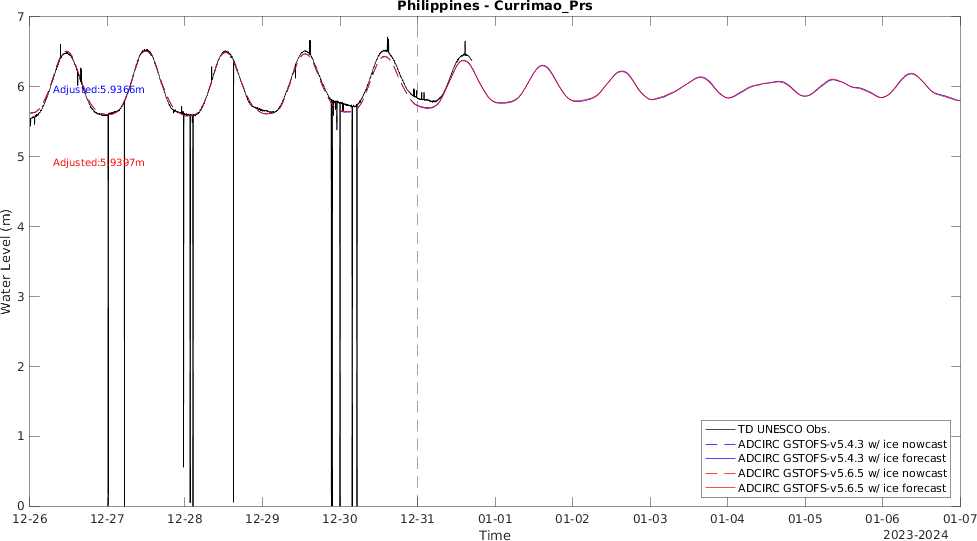 Philippines - Currimao_Prs
7
6
5
4
3
2
1
0
Water Level (m)
Adjusted:5.9366m
Adjusted:5.9397m
TD UNESCO Obs.
ADCIRC GSTOFS-v5.4.3 w/ ice nowcast
ADCIRC GSTOFS-v5.4.3 w/ ice forecast
ADCIRC GSTOFS-v5.6.5 w/ ice nowcast
ADCIRC GSTOFS-v5.6.5 w/ ice forecast
12-26 12-27 12-28 12-29 12-30 12-31 01-01 01-02 01-03 01-04 01-05 01-06 01-07
Time
2023-2024